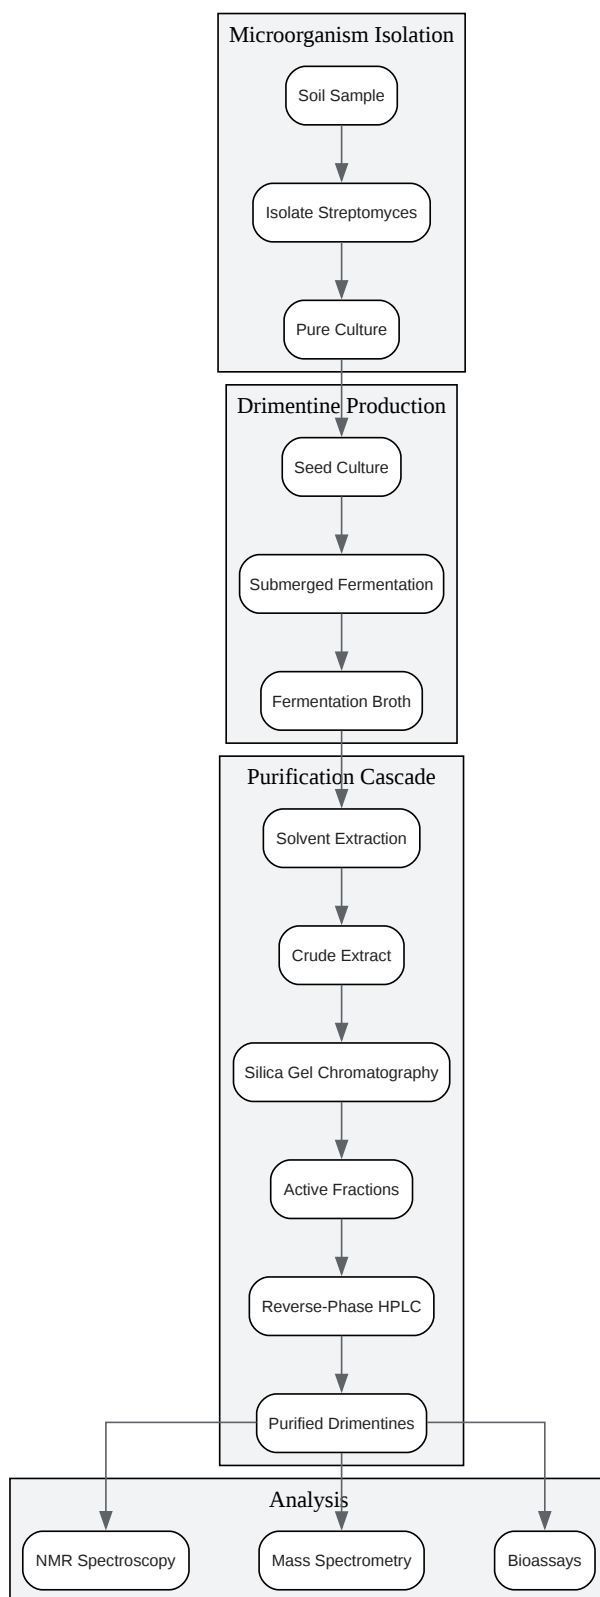 Microorganism Isolation
Soil Sample
Isolate Streptomyces
Pure Culture
Drimentine Production
Seed Culture
Submerged Fermentation
Fermentation Broth
Purification Cascade
Solvent Extraction
Crude Extract
Silica Gel Chromatography
Active Fractions
Reverse-Phase HPLC
Purified Drimentines
Analysis
NMR Spectroscopy
Mass Spectrometry
Bioassays